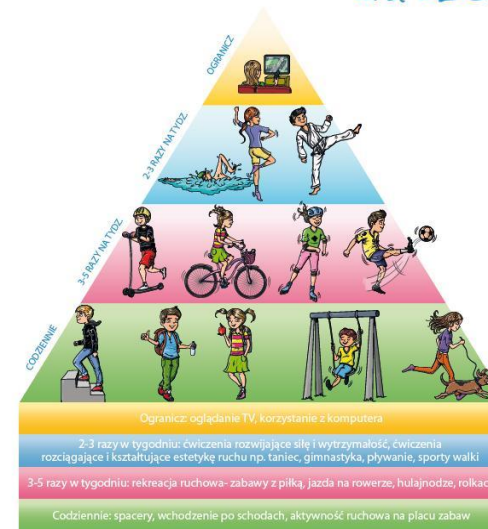 OGRANICZ
2-3 RAZY NA TYDZ.
3-5 RAZY NA TYDZ.
CODZIENNIE
Ogranicz: oglądanie TV, korzystanie z komputera
2-3 razy w tygodniu: ćwiczenia rozwijające siłę i wytrzymałość, ćwiczenia
rozciągające i kształtujące estetykę ruchu np. taniec, gimnastyka, pływanie, sporty walki
3-5 razy w tygodniu: rekreacja ruchowa- zabawy z piłką, jazda na rowerze, hulajnodze, rolkac
Codziennie: spacery, wchodzenie po schodach, aktywność ruchowa na placu zabaw